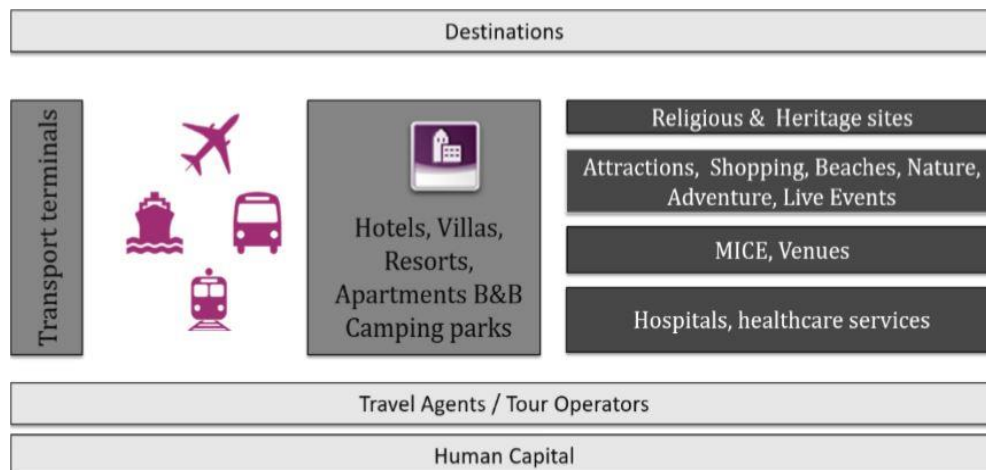 Destinations
Transport terminals
Hotels, Villas,
Resorts,
Apartments B&B
Camping parks
Religious & Heritage sites
Attractions, Shopping, Beaches, Nature,
Adventure, Live Events
MICE, Venues
Hospitals, healthcare services
Travel Agents / Tour Operators
Human Capital